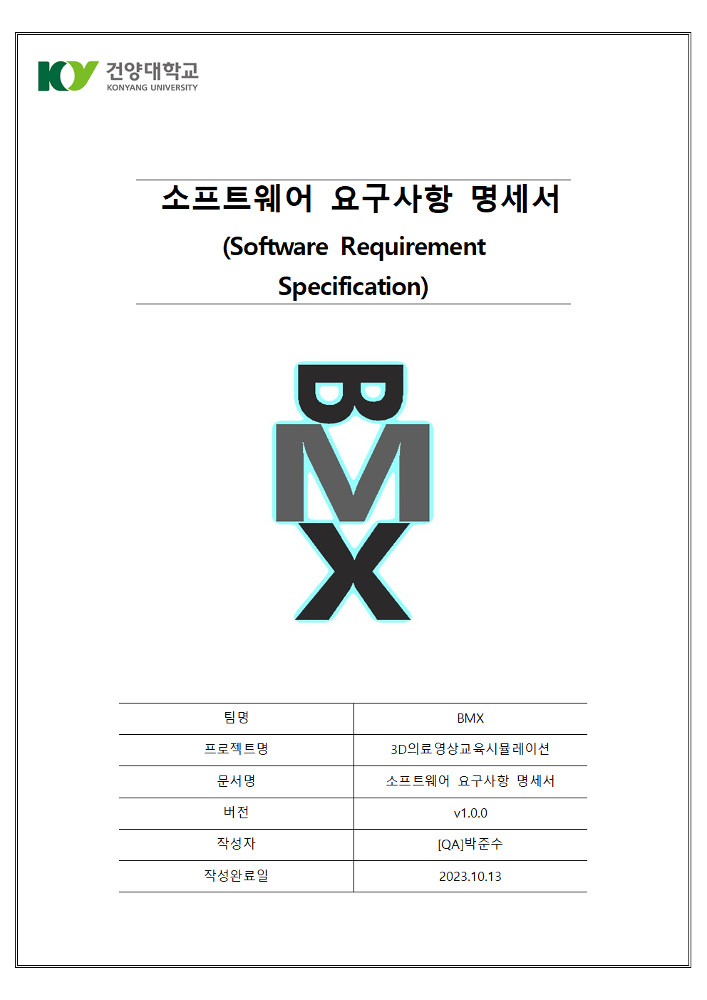 건양대학교
KONYANG UNIVERSITY
소프트웨어 요구사항 명세서
(Software Requirement
Specification)
B
M
X
팀명 BMX
프로젝트명 3D의료영상교육시뮬레이션
문서명 소프트웨어 요구사항 명세서
버전 v1.0.0
작성자 [QA]박준수
작성완료일 2023.10.13